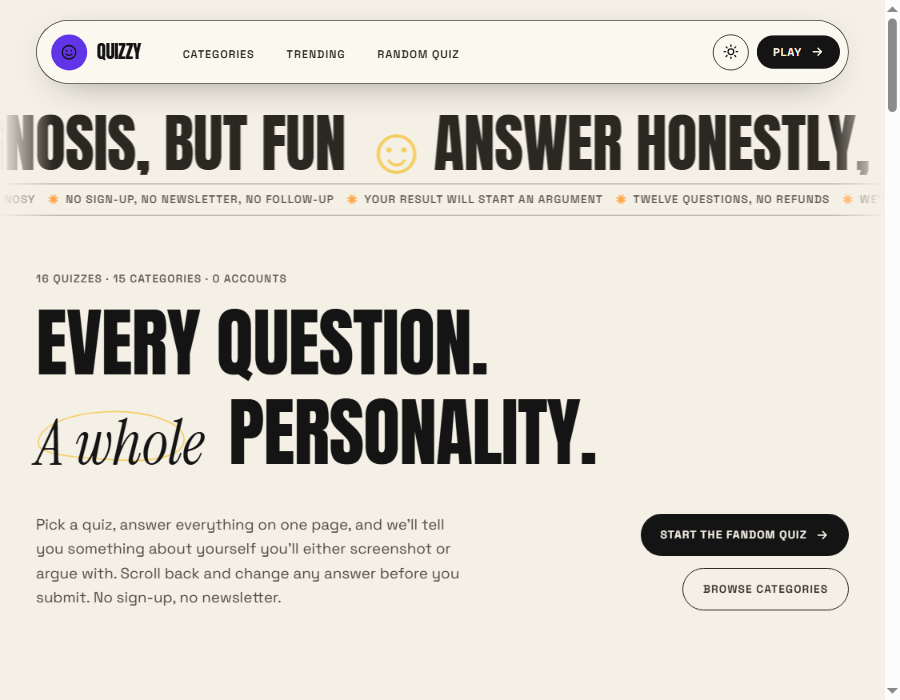 QUIZZY
CATEGORIES
TRENDING
RANDOM QUIZ
PLAY →
NOSIS, BUT FUN ANSWER HONESTLY,
NOSY NO SIGN-UP, NO NEWSLETTER, NO FOLLOW-UP YOUR RESULT WILL START AN ARGUMENT TWELVE QUESTIONS, NO REFUNDS WE'
16 QUIZZES · 15 CATEGORIES · 0 ACCOUNTS
EVERY QUESTION.
A whole PERSONALITY.
Pick a quiz, answer everything on one page, and we'll tell
you something about yourself you'll either screenshot or
argue with. Scroll back and change any answer before you
submit. No sign-up, no newsletter.
START THE FANDOM QUIZ →
BROWSE CATEGORIES